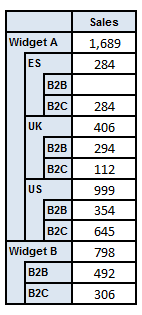 Sales
Widget A 1,689
ES 284
B2B
B2C 284
UK 406
B2B 294
B2C 112
US 999
B2B 354
B2C 645
Widget B 798
B2B 492
B2C 306